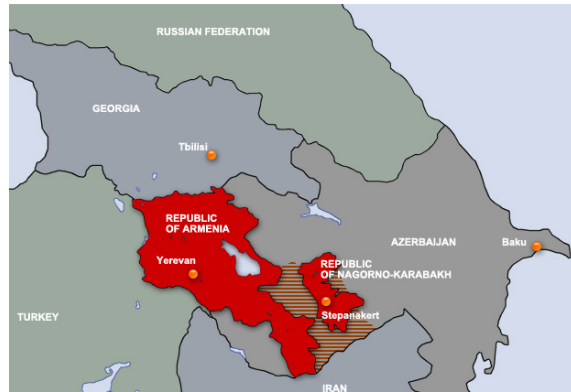 RUSSIAN FEDERATION
GEORGIA
Tbilisi
REPUBLIC
OF ARMENIA
AZERBAIJAN
Baku
Yerevan
REPUBLIC
OF NAGORNO-KARABAKH
TURKEY
Stepanakert
IRAN